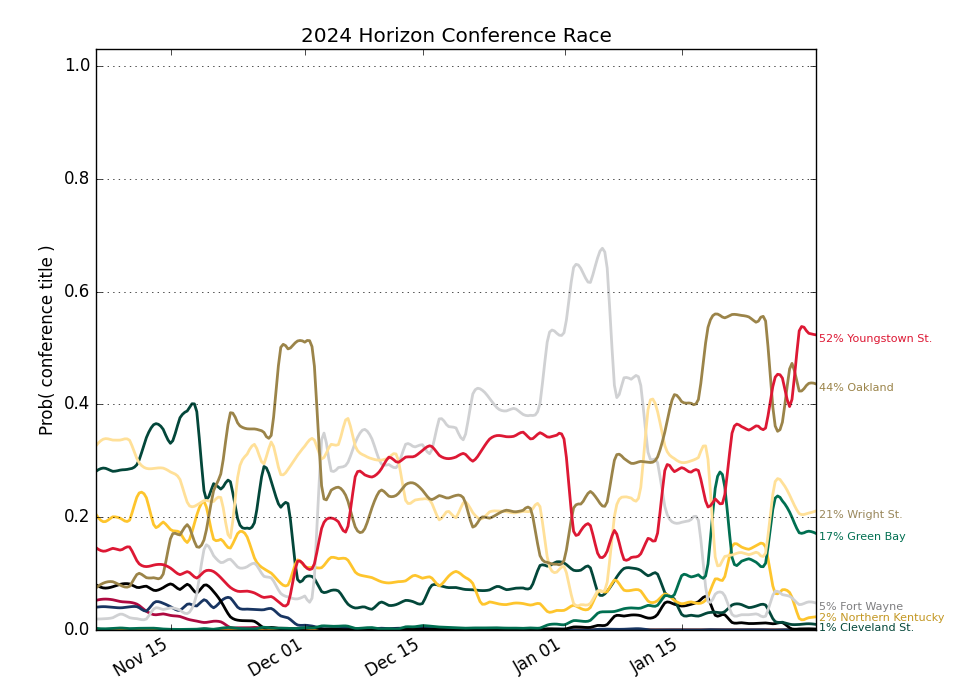 2024 Horizon Conference Race
Prob( conference title )
1.0
0.8
0.6
0.4
0.2
0.0
Nov 15
Dec 01
Dec 15
Jan 01
Jan 15
52% Youngstown St.
44% Oakland
21% Wright St.
17% Green Bay
5% Fort Wayne
2% Northern Kentucky
1% Cleveland St.